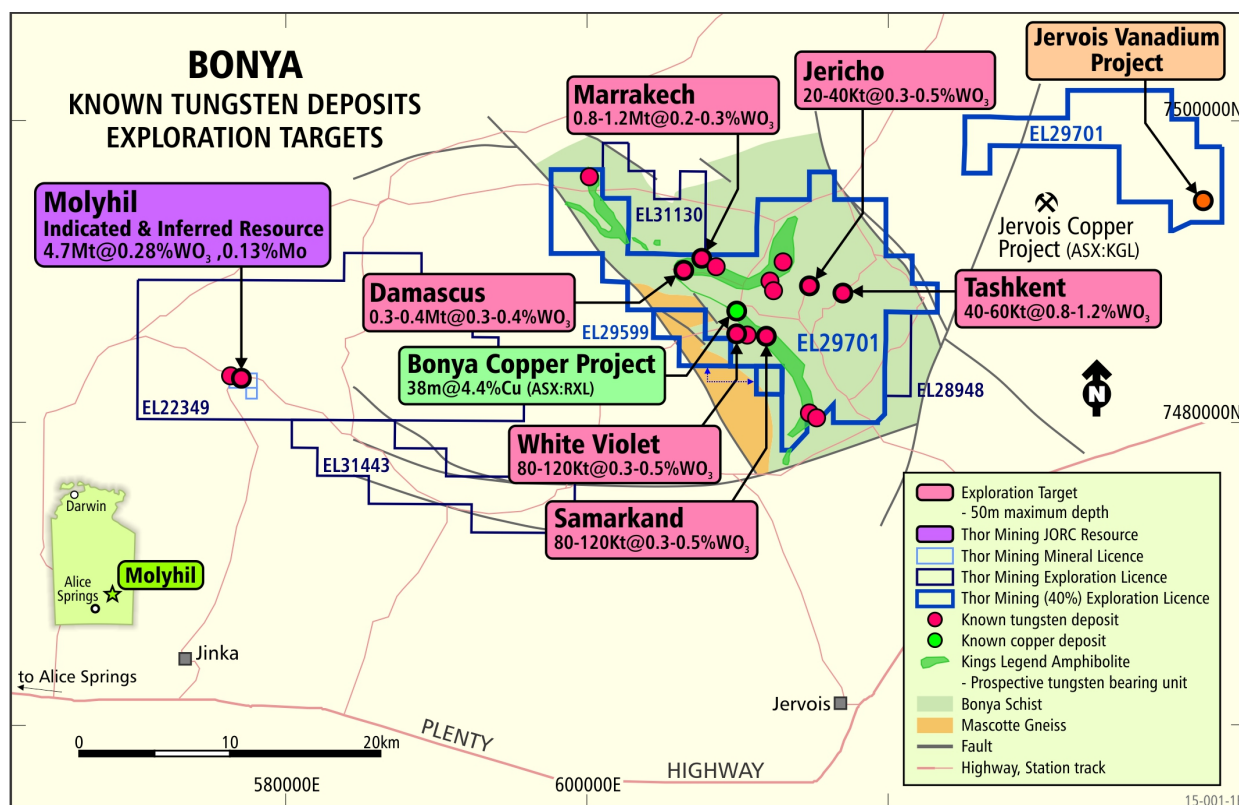 BONYA
KNOWN TUNGSTEN DEPOSITS
EXPLORATION TARGETS
Jervois Vanadium
Project
Jericho
20-40Kt@0.3-0.5%WO₃
Marrakech
0.8-1.2Mt@0.2-0.3%WO₃
7500000N
EL29701
Molyhil
Indicated & Inferred Resource
4.7Mt@0.28%WO₃ ,0.13%Mo
EL31130
Jervois Copper
Project (ASX:KGL)
Damascus
0.3-0.4Mt@0.3-0.4%WO₃
Tashkent
40-60Kt@0.8-1.2%WO₃
EL29599
EL29701
Bonya Copper Project
38m@4.4%Cu (ASX:RXL)
EL28948
EL22349
N
7480000N
White Violet
80-120Kt@0.3-0.5%WO₃
EL31443
Samarkand
80-120Kt@0.3-0.5%WO₃
Darwin
Alice
Springs
Molyhil
Exploration Target
- 50m maximum depth
Thor Mining JORC Resource
Thor Mining Mineral Licence
Thor Mining Exploration Licence
Thor Mining (40%) Exploration Licence
Known tungsten deposit
Known copper deposit
Kings Legend Amphibolite
- Prospective tungsten bearing unit
Bonya Schist
Mascotte Gneiss
Fault
Highway, Station track
Jinka
to Alice Springs
Jervois
PLENTY
HIGHWAY
0 10 20km
580000E
600000E